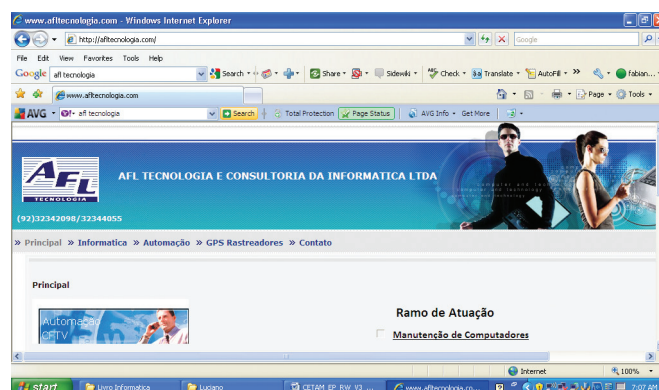 www.afltecnologia.com - Windows Internet Explorer
http://afltecnologia.com/
Google
File Edit View Favorites Tools Help
Google afl tecnologia Search Share Sidewiki Check Translate AutoFill fabian...
www.afltecnologia.com Page Tools
AVG afl tecnologia Search Total Protection Page Status AVG Info Get More
AFL
TECNOLOGIA
AFL TECNOLOGIA E CONSULTORIA DA INFORMATICA LTDA
(92)32342098/32344055
» Principal » Informatica » Automação » GPS Rastreadores » Contato
Principal
Automação
CFTV
Ramo de Atuação
Manutenção de Computadores
Internet 100%
start Livro Informatica Luciano CETAM EP RW V3 ... www.afltecnologia.co... 7:07 AM